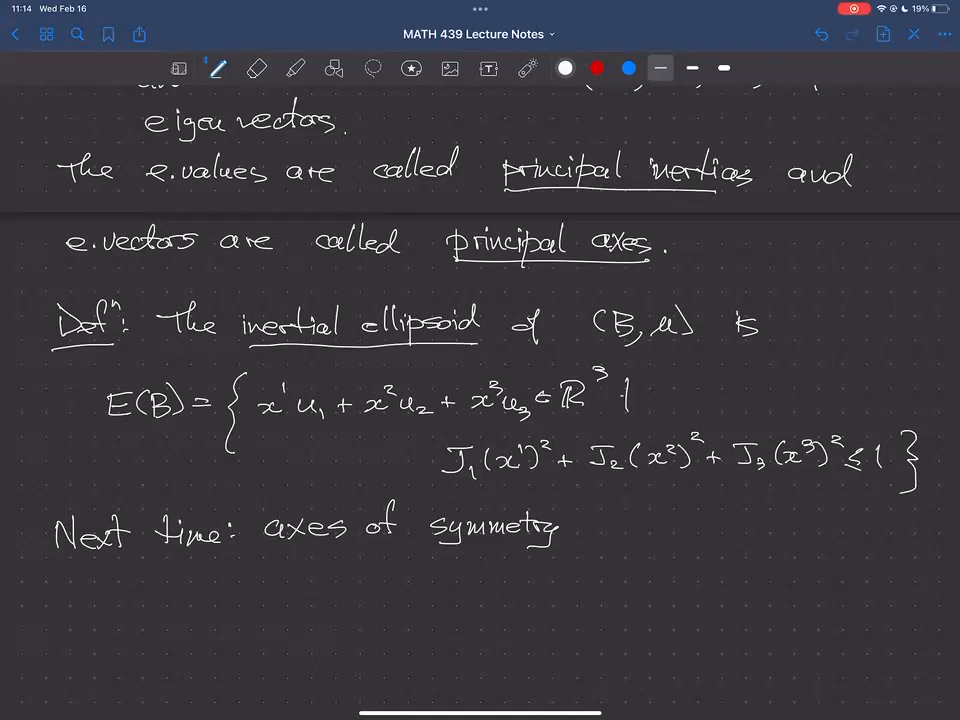 11:14 Wed Feb 16
19%
MATH 439 Lecture Notes
eigenvectors.
The e.values are called principal inertias and
e.vectors are called principal axes.
Defⁿ: The inertial ellipsoid of (B, μ) is
E(B) = { x¹u₁ + x²u₂ + x³u₃ ∈ ℝ³ |
J₁(x¹)² + J₂(x²)² + J₃(x³)² ≤ 1 }
Next time: axes of symmetry